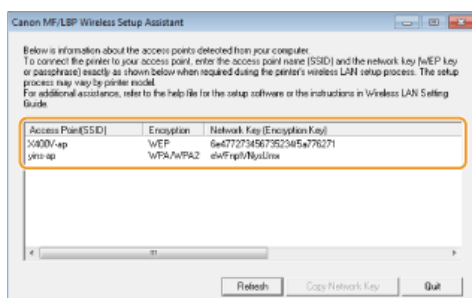 Canon MF/LBP Wireless Setup Assistant
Below is information about the access points detected from your computer.
To connect the printer to your access point, enter the access point name (SSID) and the network key (WEP key
or passphrase) exactly as shown below when required during the printer's wireless LAN setup process. The setup
process may vary by printer model.
For additional assistance, refer to the help file for the setup software or the instructions in Wireless LAN Setting
Guide.
Access Point(SSID) Encryption Network Key (Encryption Key)
X400V-ap WEP
yins-ap WPA/WPA2
Refresh Copy Network Key Quit